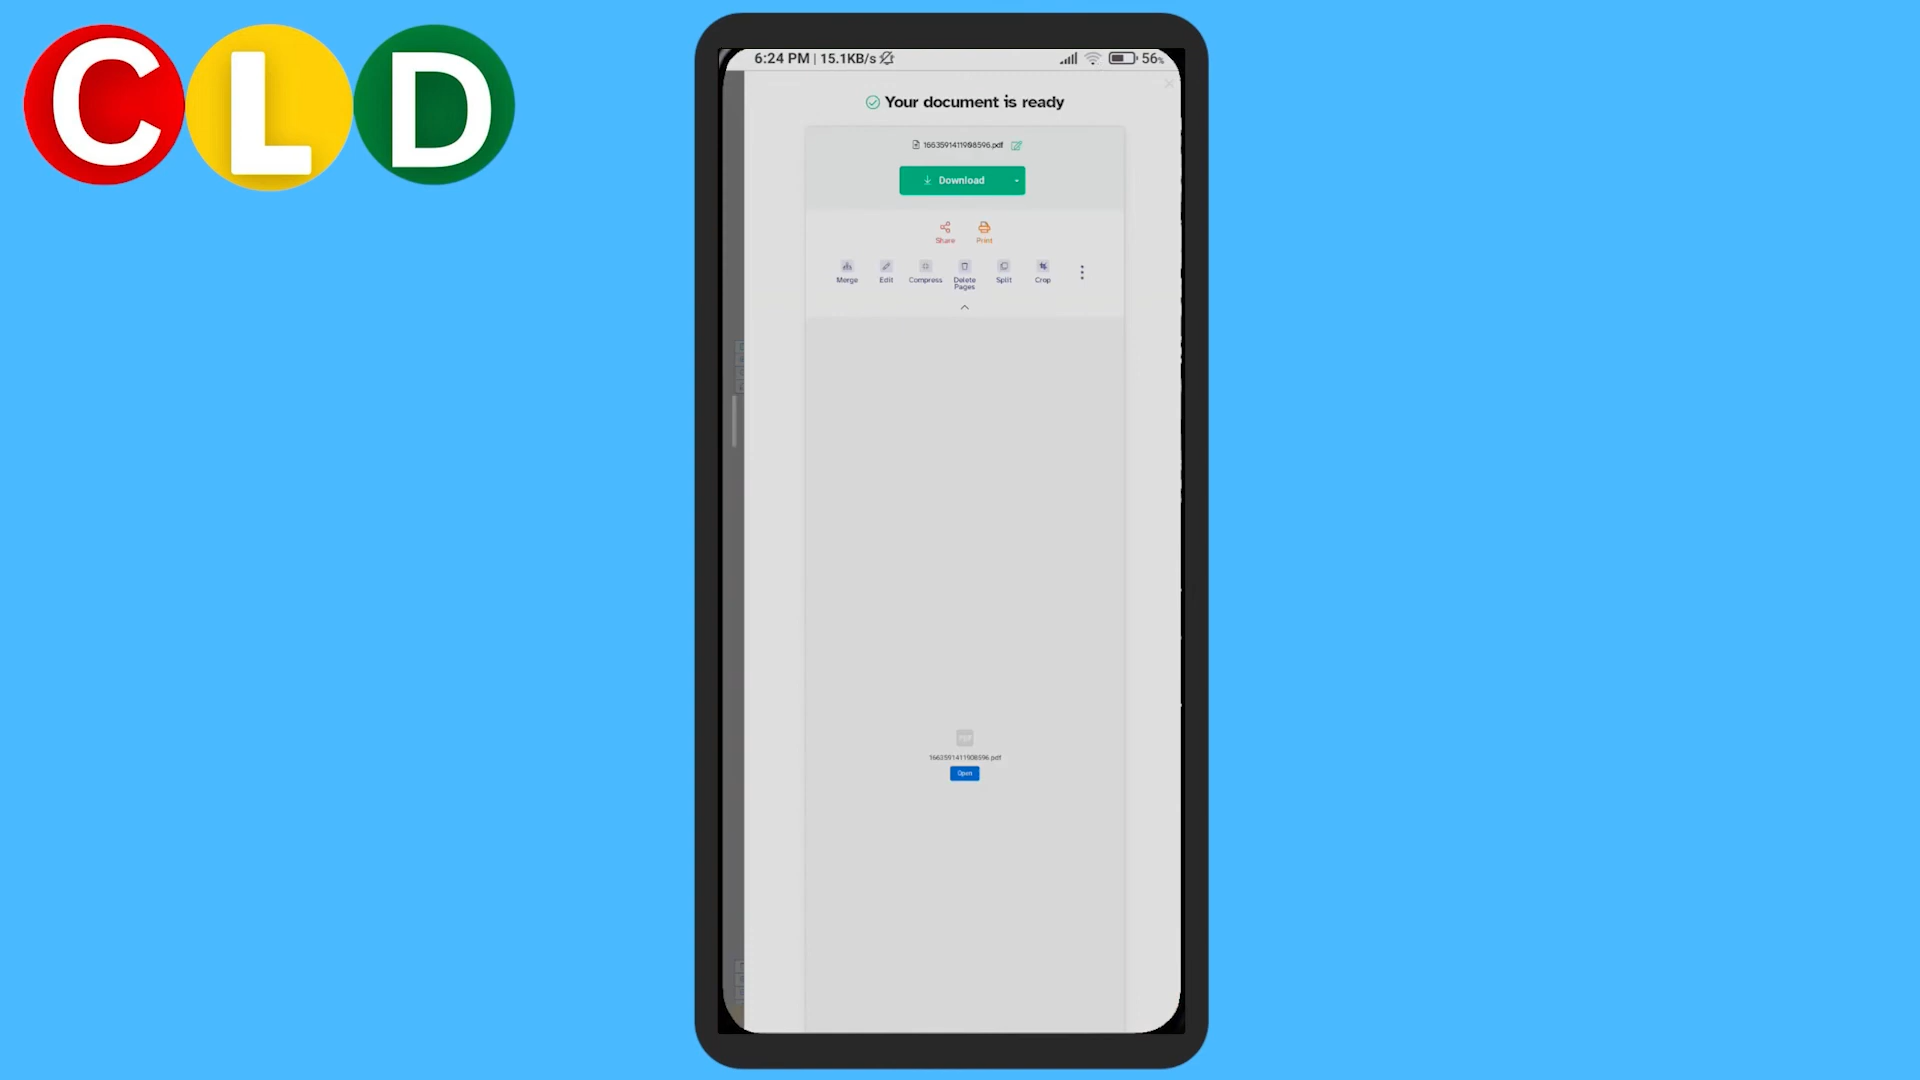 CLD
6:24 PM | 15.1KB/s
56%
Your document is ready
1663591411908596.pdf
Download
Share Print
Merge Edit Compress Delete Pages Split Crop
1663591411908596.pdf
Open